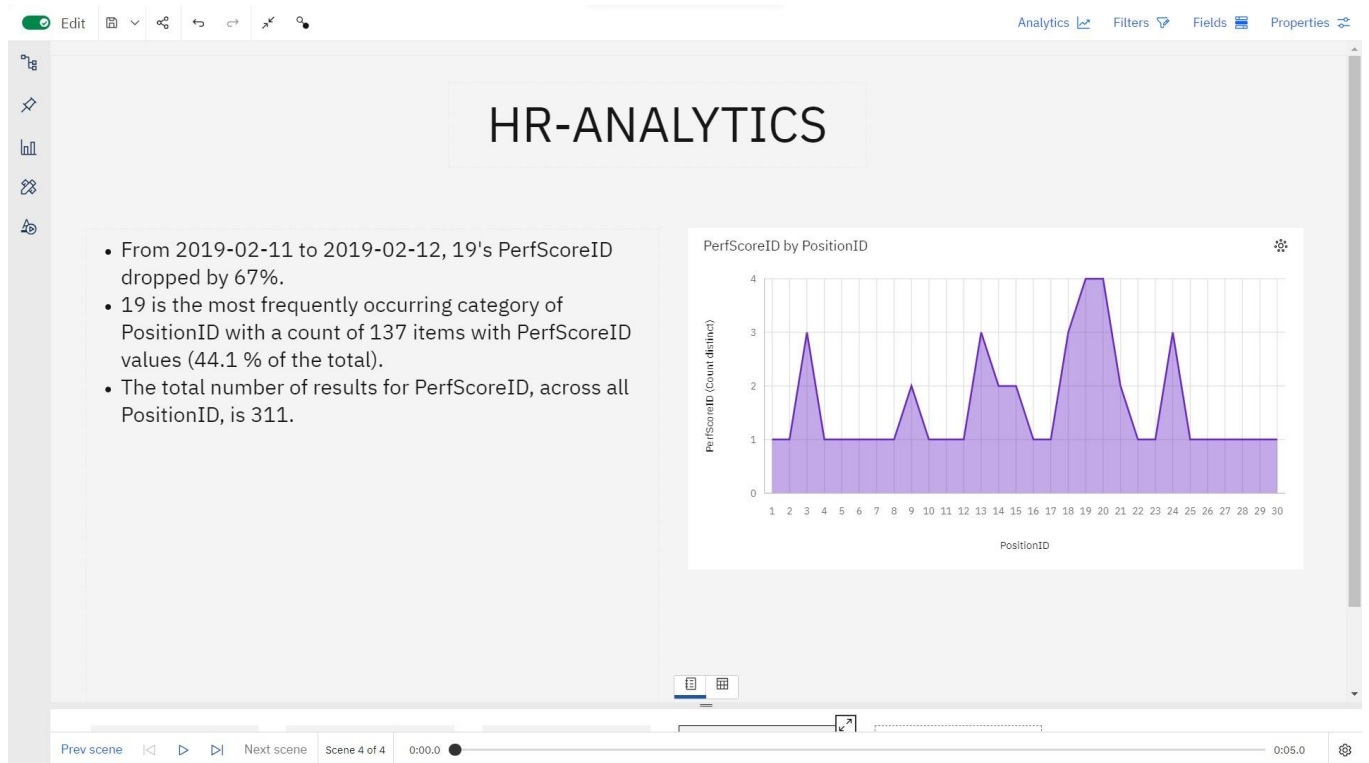 Edit
Analytics
Filters
Fields
Properties
HR-ANALYTICS
• From 2019-02-11 to 2019-02-12, 19's PerfScoreID
dropped by 67%.
• 19 is the most frequently occurring category of
PositionID with a count of 137 items with PerfScoreID
values (44.1 % of the total).
• The total number of results for PerfScoreID, across all
PositionID, is 311.
PerfScoreID by PositionID
PerfScoreID (Count distinct)
4
3
2
1
0
1 2 3 4 5 6 7 8 9 10 11 12 13 14 15 16 17 18 19 20 21 22 23 24 25 26 27 28 29 30
PositionID
Prev scene
Next scene
Scene 4 of 4
0:00.0
0:05.0